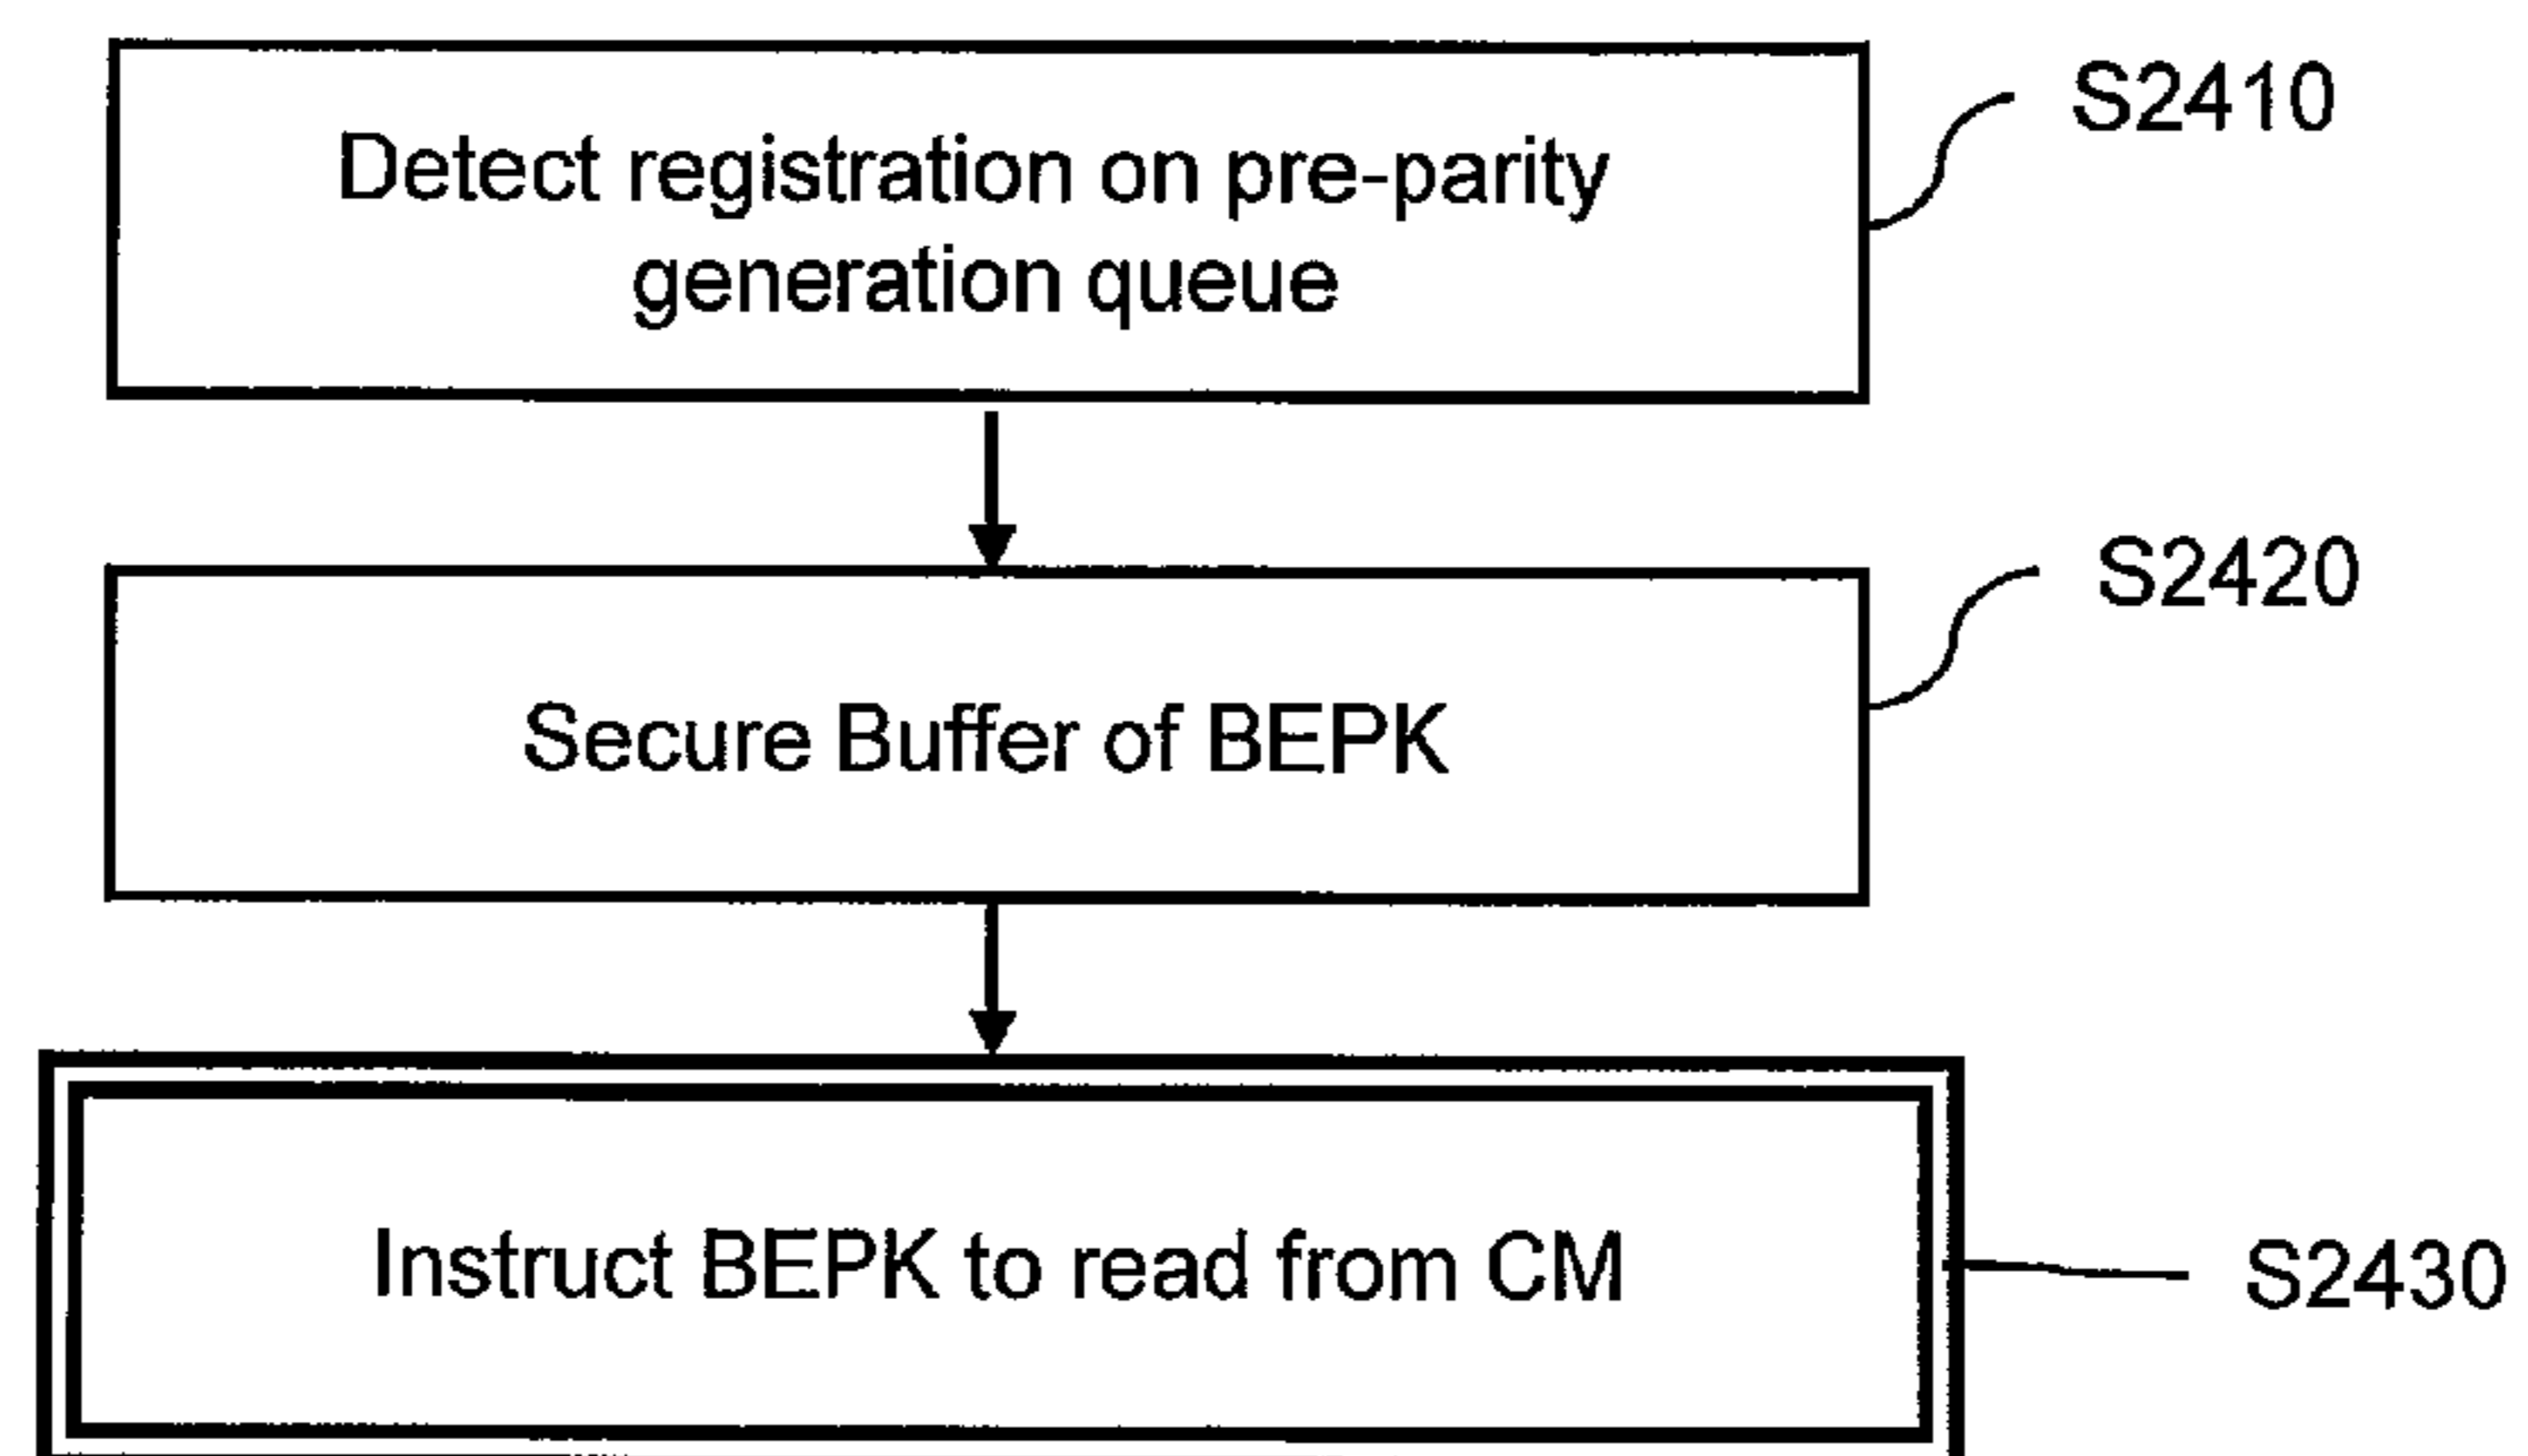 S2410
Detect registration on pre-parity
generation queue
S2420
Secure Buffer of BEPK
Instruct BEPK to read from CM
S2430